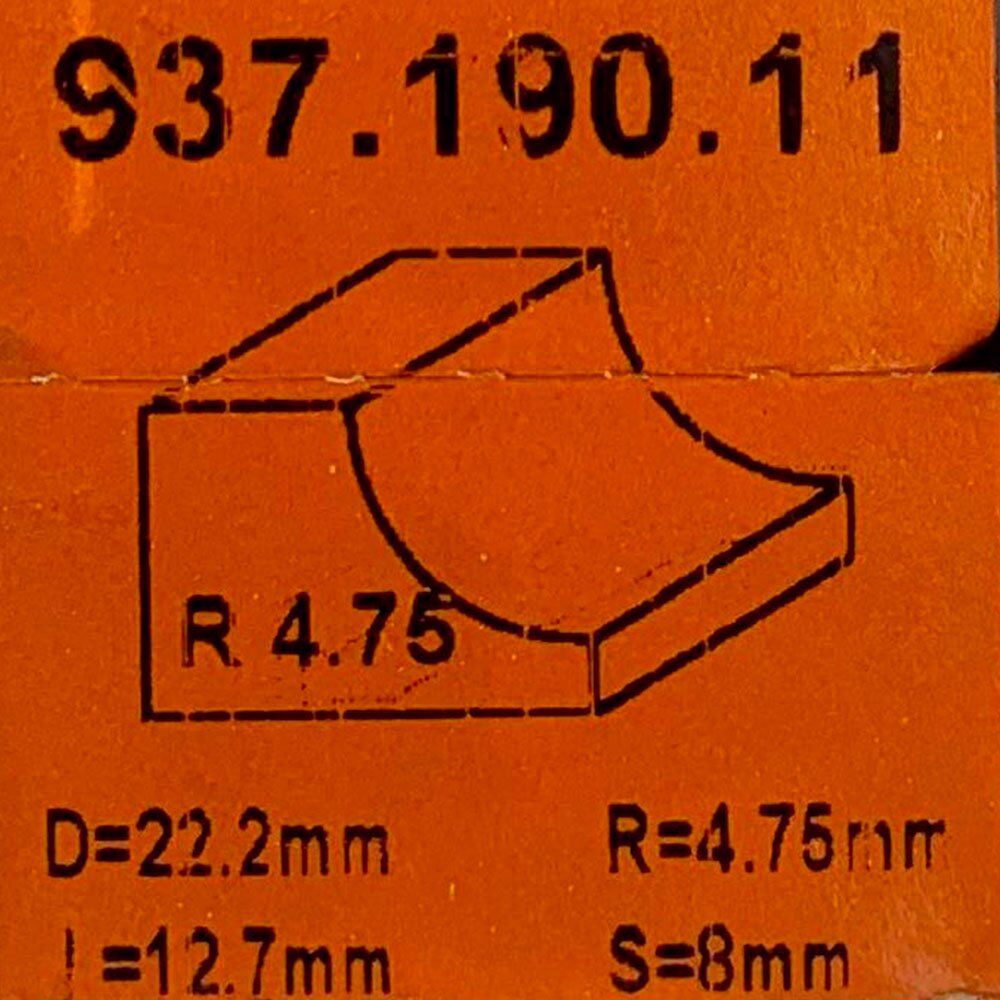 937.190.11
R 4.75
D=22.2mm R=4.75mm
=12.7mm S=8mm